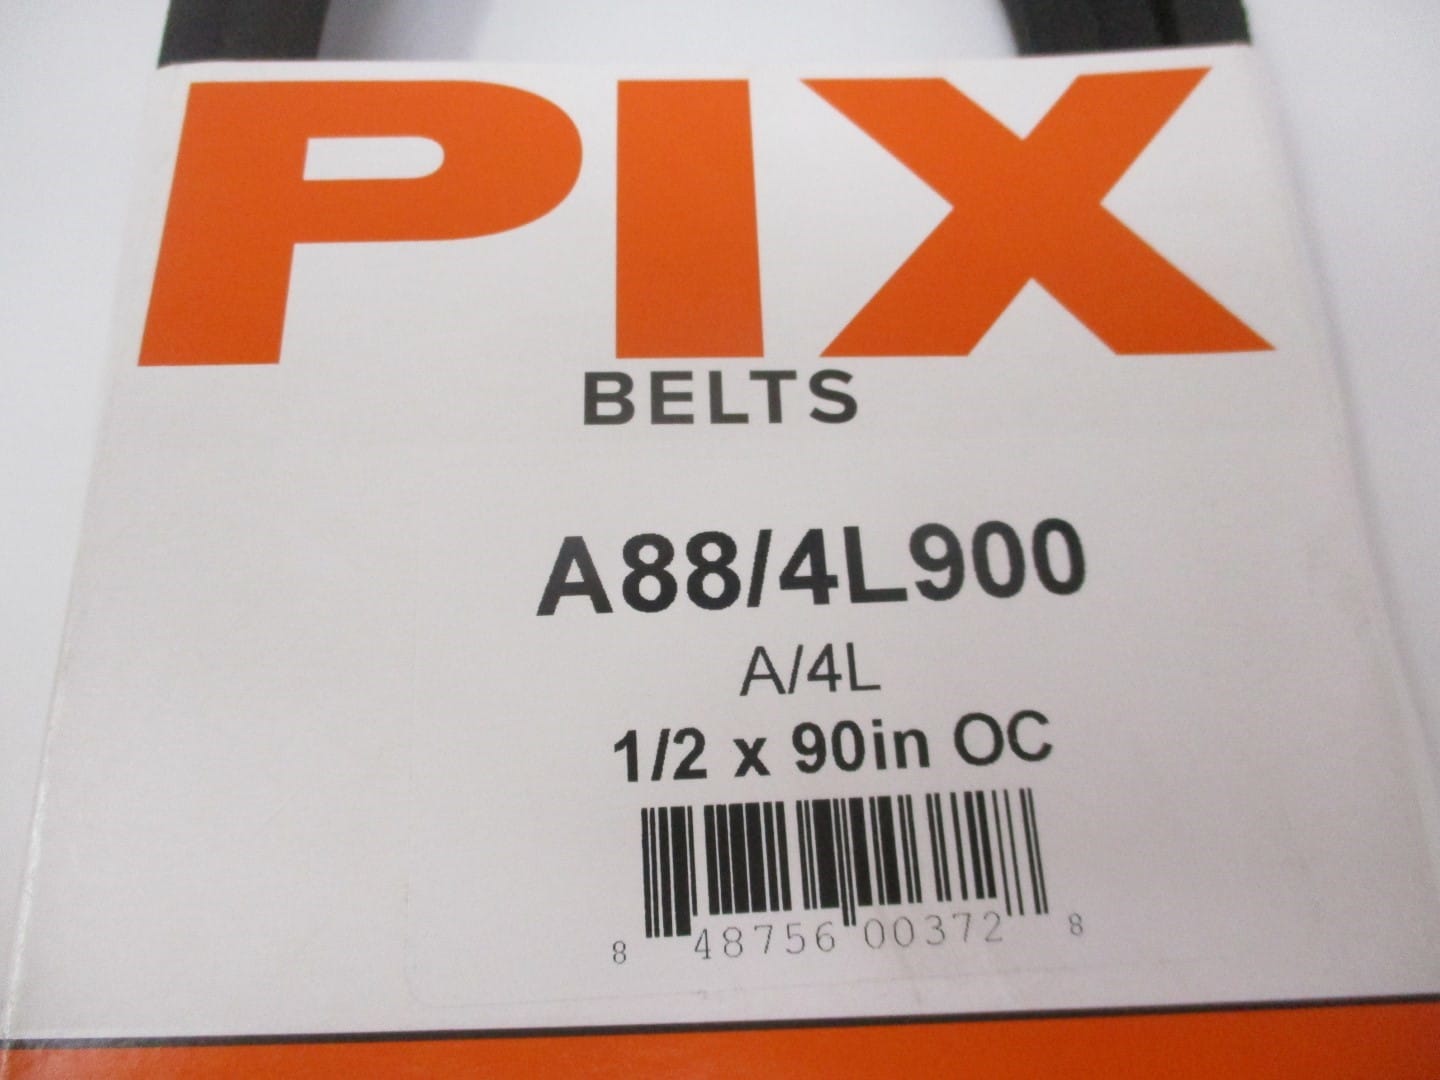 PIX
BELTS
A88/4L900
A/4L
1/2 x 90in OC
8 48756 00372 8